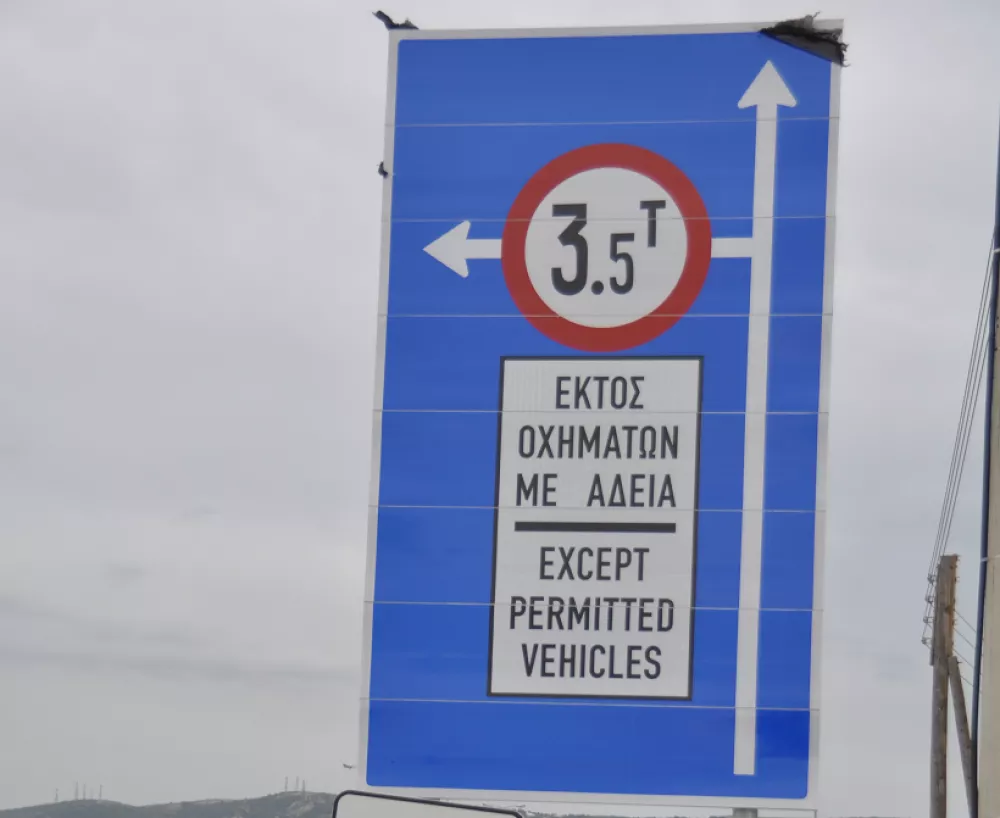 3.5T
ΕΚΤΟΣ
ΟΧΗΜΑΤΩΝ
ΜΕ ΑΔΕΙΑ
EXCEPT
PERMITTED
VEHICLES